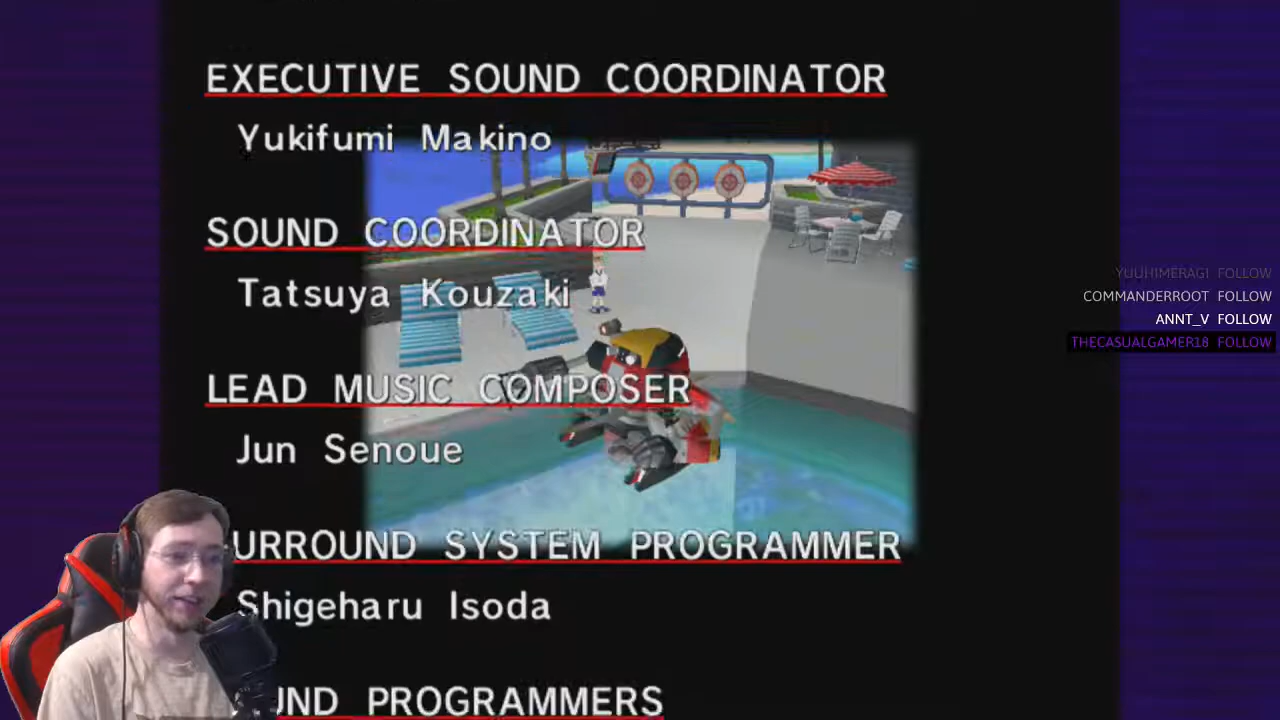 EXECUTIVE SOUND COORDINATOR
Yukifumi Makino
SOUND COORDINATOR
Tatsuya Kouzaki
LEAD MUSIC COMPOSER
Jun Senoue
URROUND SYSTEM PROGRAMMER
Shigeharu Isoda
UND PROGRAMMERS
YUUHIMERAGI FOLLOW
COMMANDERROOT FOLLOW
ANNT_V FOLLOW
THECASUALGAMER18 FOLLOW